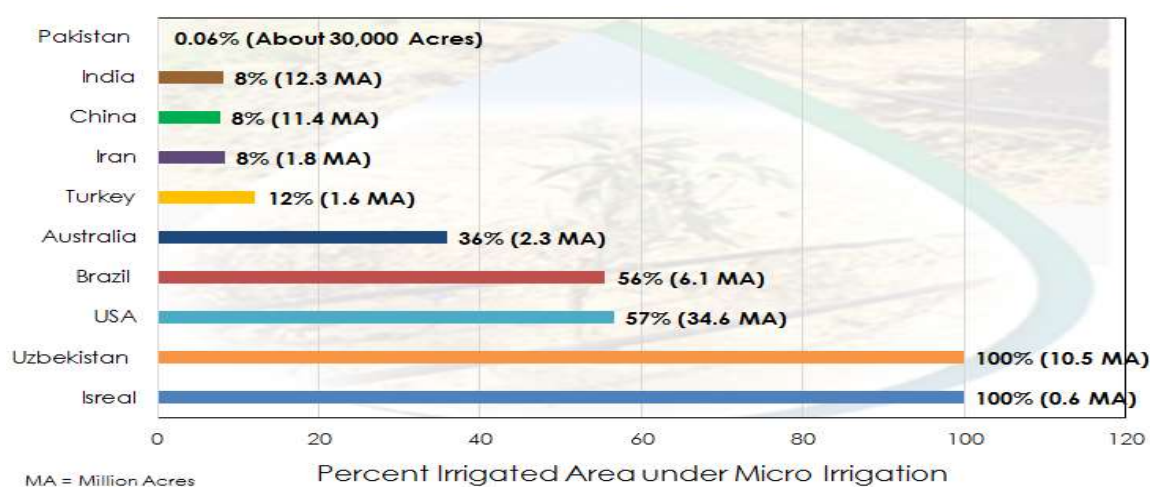 Pakistan 0.06% (About 30,000 Acres)
India 8% (12.3 MA)
China 8% (11.4 MA)
Iran 8% (1.8 MA)
Turkey 12% (1.6 MA)
Australia 36% (2.3 MA)
Brazil 56% (6.1 MA)
USA 57% (34.6 MA)
Uzbekistan 100% (10.5 MA)
Isreal 100% (0.6 MA)
0 20 40 60 80 100 120
MA = Million Acres Percent Irrigated Area under Micro Irrigation